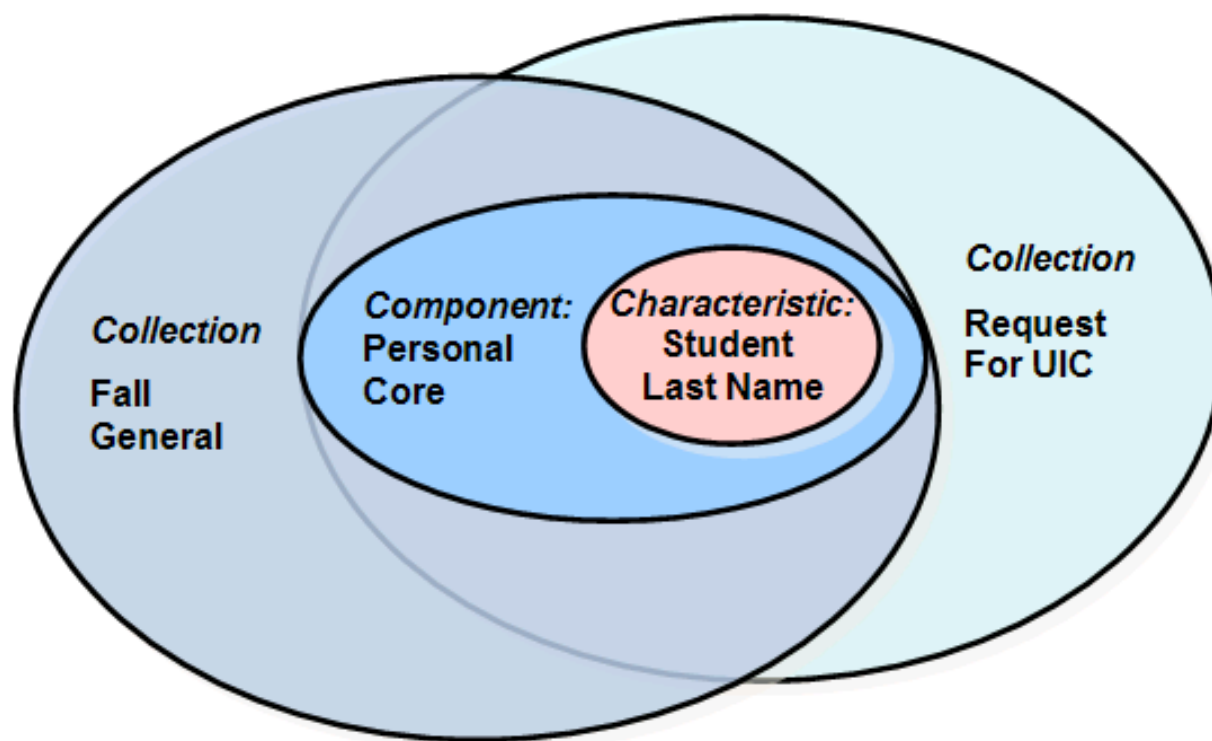 Collection
Fall
General
Component:
Personal
Core
Characteristic:
Student
Last Name
Collection
Request
For UIC